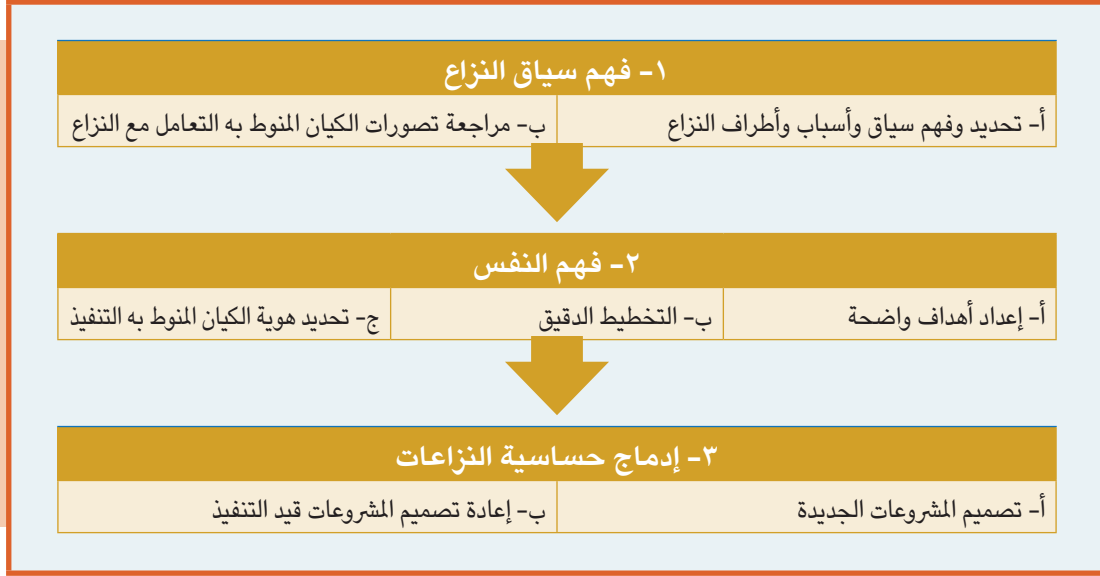 ١- فهم سياق النزاع
أ- تحديد وفهم سياق وأسباب وأطراف النزاع
ب- مراجعة تصورات الكيان المنوط به التعامل مع النزاع
٢- فهم النفس
أ- إعداد أهداف واضحة
ب- التخطيط الدقيق
ج- تحديد هوية الكيان المنوط به التنفيذ
٣- إدماج حساسية النزاعات
أ- تصميم المشروعات الجديدة
ب- إعادة تصميم المشروعات قيد التنفيذ